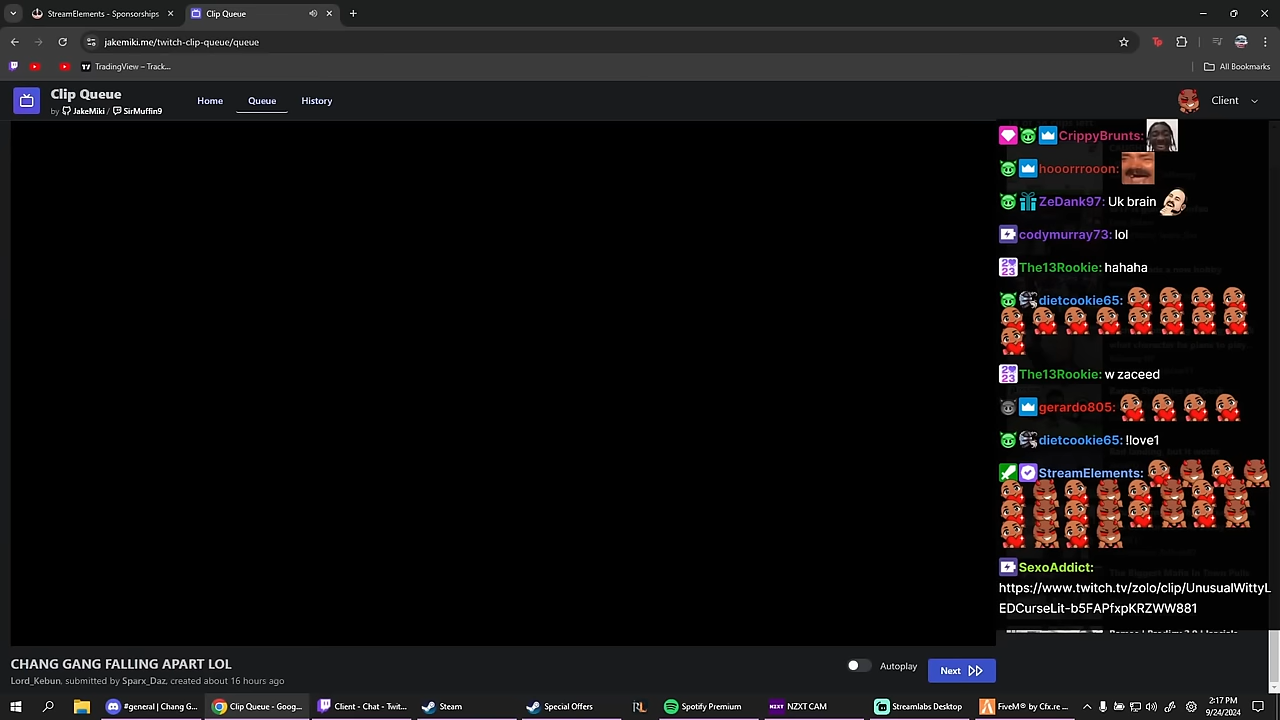 StreamElements - Sponsorships
Clip Queue
jakemiki.me/twitch-clip-queue/queue
TradingView – Track...
All Bookmarks
Clip Queue
by JakeMiki / SirMuffin9
Home
Queue
History
Client
CrippyBrunts:
hooorrrooon:
ZeDank97: Uk brain
codymurray73: lol
The13Rookie: hahaha
dietcookie65:
The13Rookie: w zaceed
gerardo805:
dietcookie65: !love1
StreamElements:
SexoAddict:
https://www.twitch.tv/zolo/clip/UnusualWittyL
EDCurseLit-b5FAPfxpKRZWW881
CHANG GANG FALLING APART LOL
Lord_Kebun, submitted by Sparx_Daz, created about 16 hours ago
Autoplay
Next
#general | Chang G...
Clip Queue - Goog...
Client - Chat - Twit...
Steam
Special Offers
RL
Spotify Premium
NZXT CAM
Streamlabs Desktop
FiveM® by Cfx.re ...
2:17 PM
9/24/2024